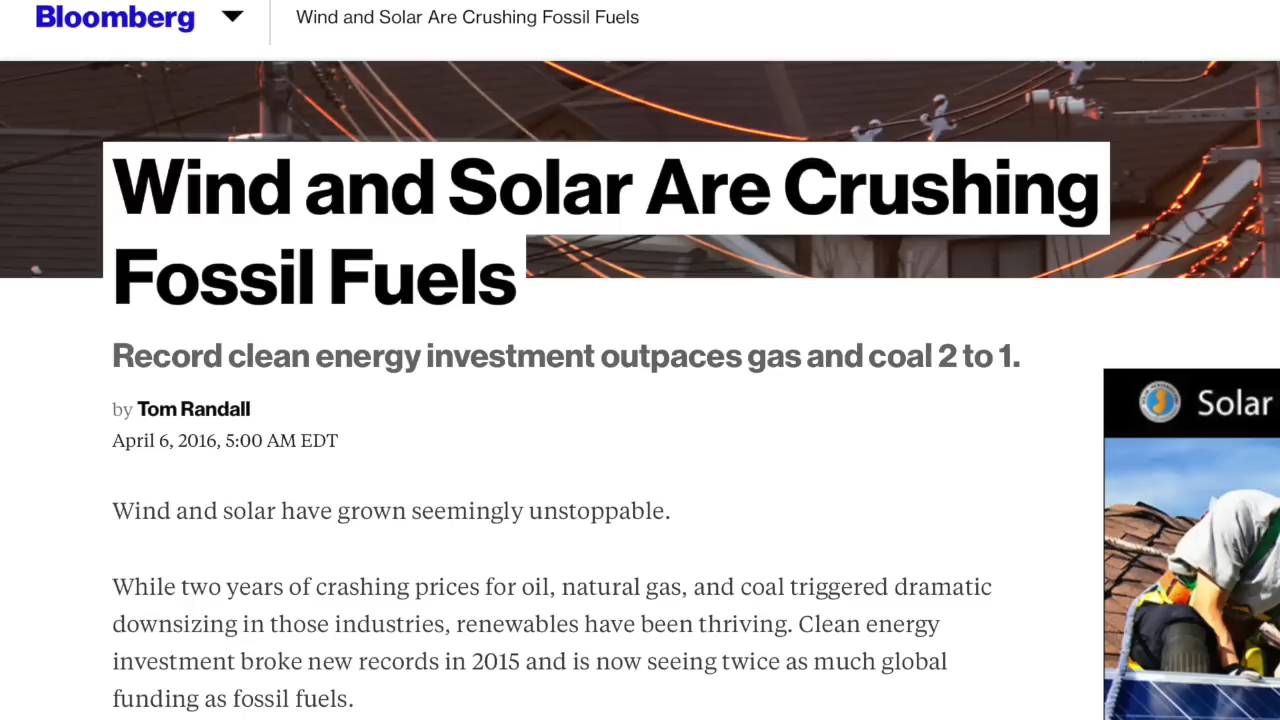 Bloomberg
Wind and Solar Are Crushing Fossil Fuels
Wind and Solar Are Crushing
Fossil Fuels
Record clean energy investment outpaces gas and coal 2 to 1.
by Tom Randall
April 6, 2016, 5:00 AM EDT
Solar
Wind and solar have grown seemingly unstoppable.
While two years of crashing prices for oil, natural gas, and coal triggered dramatic
downsizing in those industries, renewables have been thriving. Clean energy
investment broke new records in 2015 and is now seeing twice as much global
funding as fossil fuels.